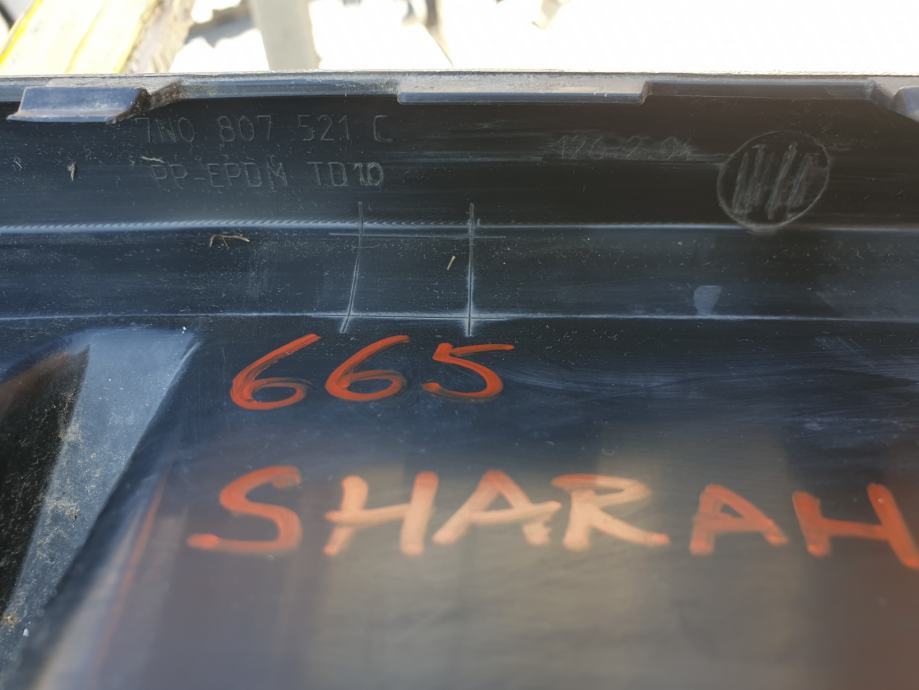 7N0 807 521 C
PP-EPDM TD10
665
SHARAH